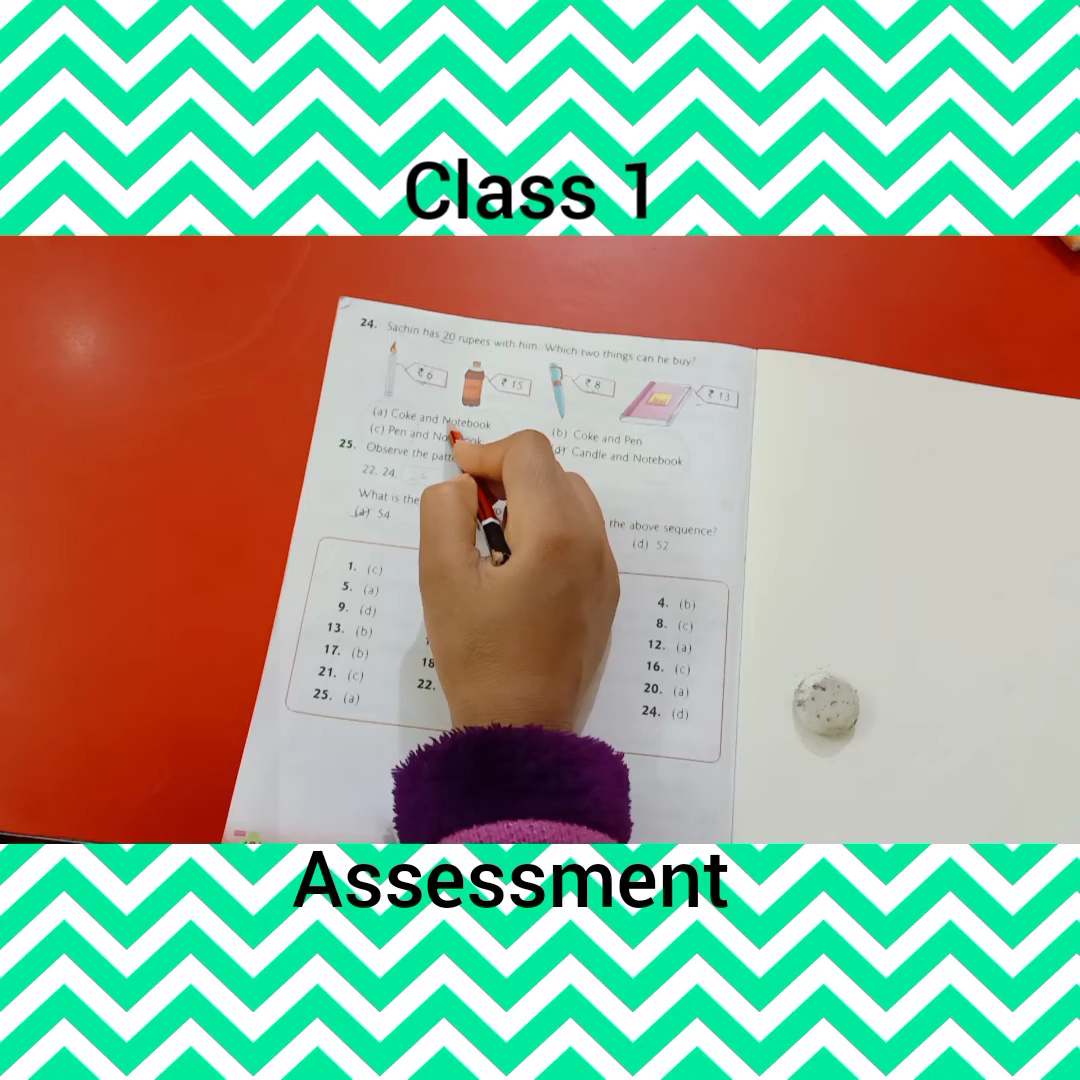 Class 1
24. Sachin has 20 rupees with him. Which two things can he buy?
₹ 6
₹ 15
₹ 8
₹ 13
(a) Coke and Notebook
(b) Coke and Pen
(c) Pen and
(d) Candle and Notebook
25. Observe the
22. 24.
What is the
the above sequence?
(a) 54
(d) 52
1. (c)
4. (b)
5. (a)
8. (c)
9. (d)
12. (a)
13. (b)
16. (c)
17. (b)
18
20. (a)
21. (c)
22.
24. (d)
25. (a)
Assessment